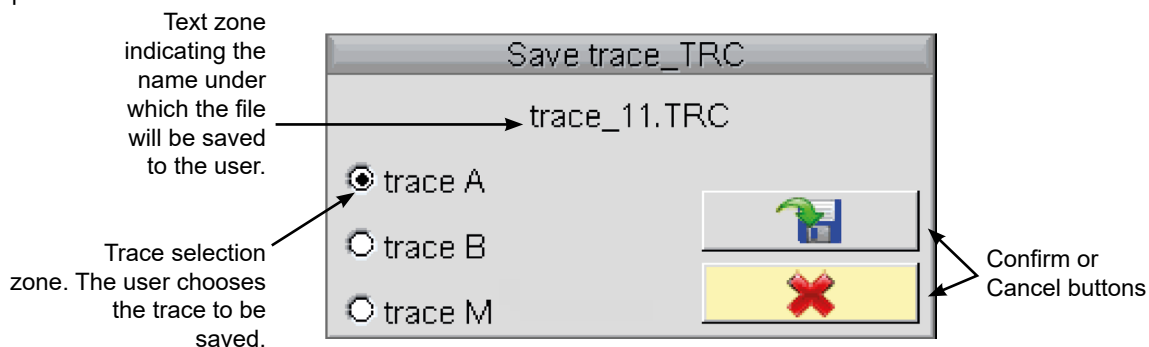 Text zone
indicating the
name under
which the file
will be saved
to the user.
Save trace_TRC
trace_11.TRC
trace A
trace B
trace M
Trace selection
zone. The user chooses
the trace to be
saved.
Confirm or
Cancel buttons